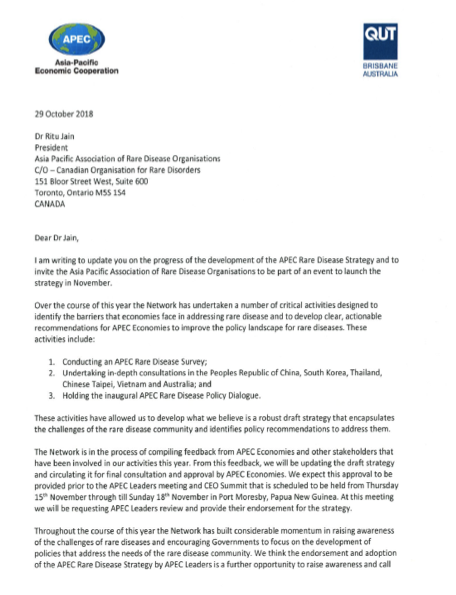 APEC
Asia-Pacific
Economic Cooperation
QUT
BRISBANE
AUSTRALIA
29 October 2018
Dr Ritu Jain
President
Asia Pacific Association of Rare Disease Organisations
C/O – Canadian Organisation for Rare Disorders
151 Bloor Street West, Suite 600
Toronto, Ontario M5S 1S4
CANADA
Dear Dr Jain,
I am writing to update you on the progress of the development of the APEC Rare Disease Strategy and to
invite the Asia Pacific Association of Rare Disease Organisations to be part of an event to launch the
strategy in November.
Over the course of this year the Network has undertaken a number of critical activities designed to
identify the barriers that economies face in addressing rare disease and to develop clear, actionable
recommendations for APEC Economies to improve the policy landscape for rare diseases. These
activities include:
1. Conducting an APEC Rare Disease Survey;
2. Undertaking in-depth consultations in the Peoples Republic of China, South Korea, Thailand,
Chinese Taipei, Vietnam and Australia; and
3. Holding the inaugural APEC Rare Disease Policy Dialogue.
These activities have allowed us to develop what we believe is a robust draft strategy that encapsulates
the challenges of the rare disease community and identifies policy recommendations to address them.
The Network is in the process of compiling feedback from APEC Economies and other stakeholders that
have been involved in our activities this year. From this feedback, we will be updating the draft strategy
and circulating it for final consultation and approval by APEC Economies. We expect this approval to be
provided prior to the APEC Leaders meeting and CEO Summit that is scheduled to be held from Thursday
15th November through till Sunday 18th November in Port Moresby, Papua New Guinea. At this meeting
we will be requesting APEC Leaders review and provide their endorsement for the strategy.
Throughout the course of this year the Network has built considerable momentum in raising awareness
of the challenges of rare diseases and encouraging Governments to focus on the development of
policies that address the needs of the rare disease community. We think the endorsement and adoption
of the APEC Rare Disease Strategy by APEC Leaders is a further opportunity to raise awareness and call